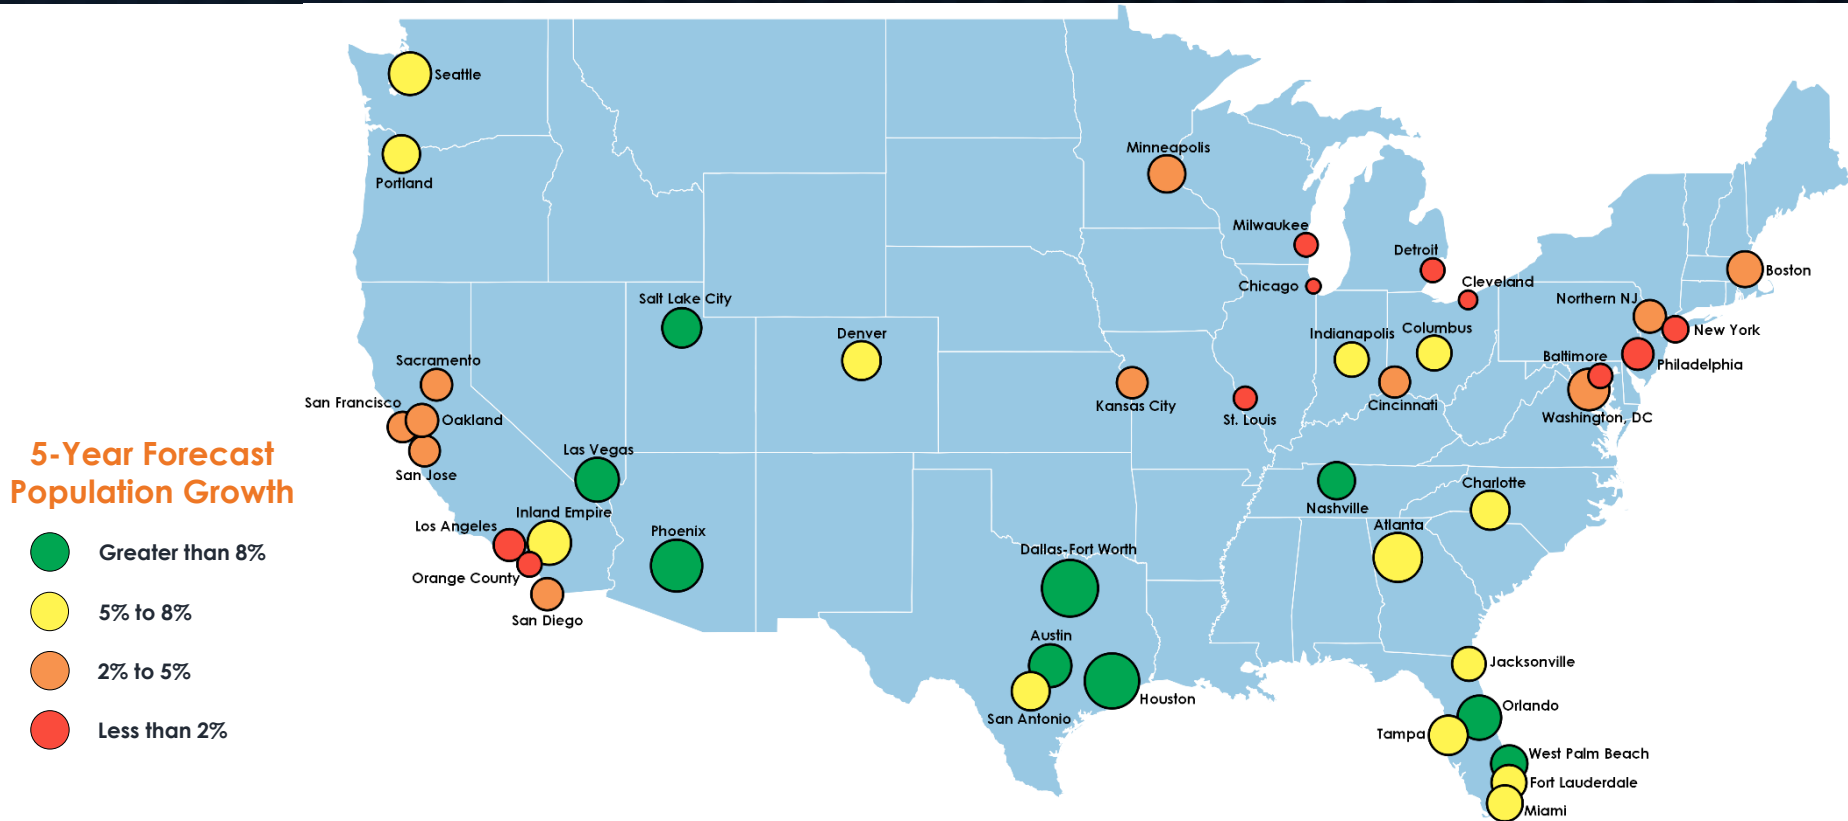 Seattle
Portland
Minneapolis
Milwaukee
Detroit
Boston
Cleveland
Chicago
Salt Lake City
Northern NJ
New York
Denver
Indianapolis
Columbus
Baltimore
Philadelphia
Sacramento
San Francisco
Kansas City
Cincinnati
Oakland
St. Louis
Washington, DC
Las Vegas
San Jose
5-Year Forecast
Population Growth
Greater than 8%
5% to 8%
2% to 5%
Less than 2%
Nashville
Charlotte
Inland Empire
Los Angeles
Phoenix
Atlanta
Dallas-Fort Worth
Orange County
San Diego
Austin
Jacksonville
Houston
San Antonio
Orlando
Tampa
West Palm Beach
Fort Lauderdale
Miami